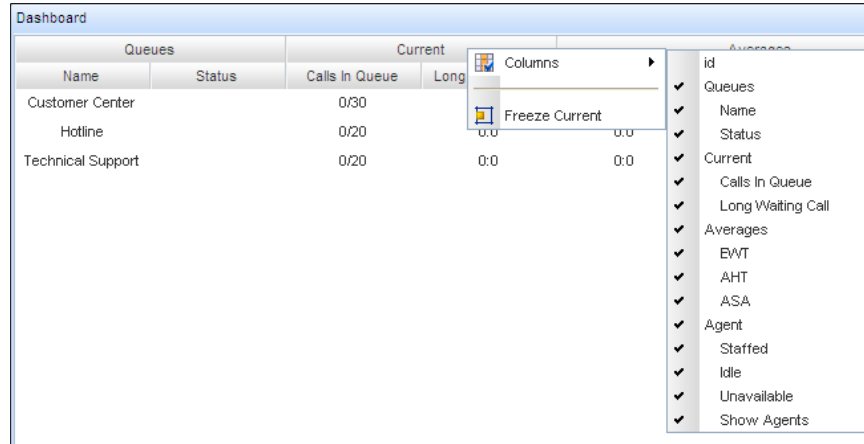 Dashboard
Queues Current Averages
Name Status Calls In Queue Long
Customer Center 0/30
Hotline 0/20 0:0 0:0
Technical Support 0/20 0:0 0:0
Columns
Freeze Current
id
Queues
Name
Status
Current
Calls In Queue
Long Waiting Call
Averages
EWT
AHT
ASA
Agent
Staffed
Idle
Unavailable
Show Agents